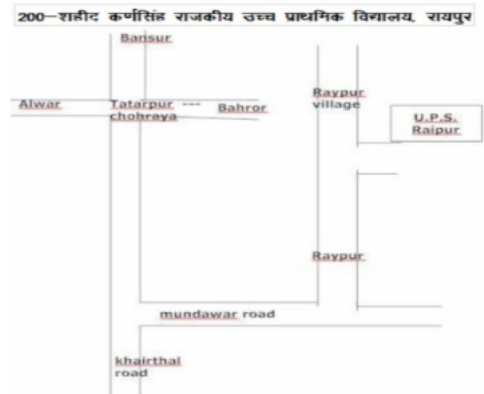 200–शहीद कर्णसिंह राजकीय उच्च प्राथमिक विद्यालय, रायपुर
Bansur
Alwar
Tatarpur ---
chohraya
Bahror
Raypur
village
U.P.S.
Raipur
Raypur
mundawar road
khairthal
road